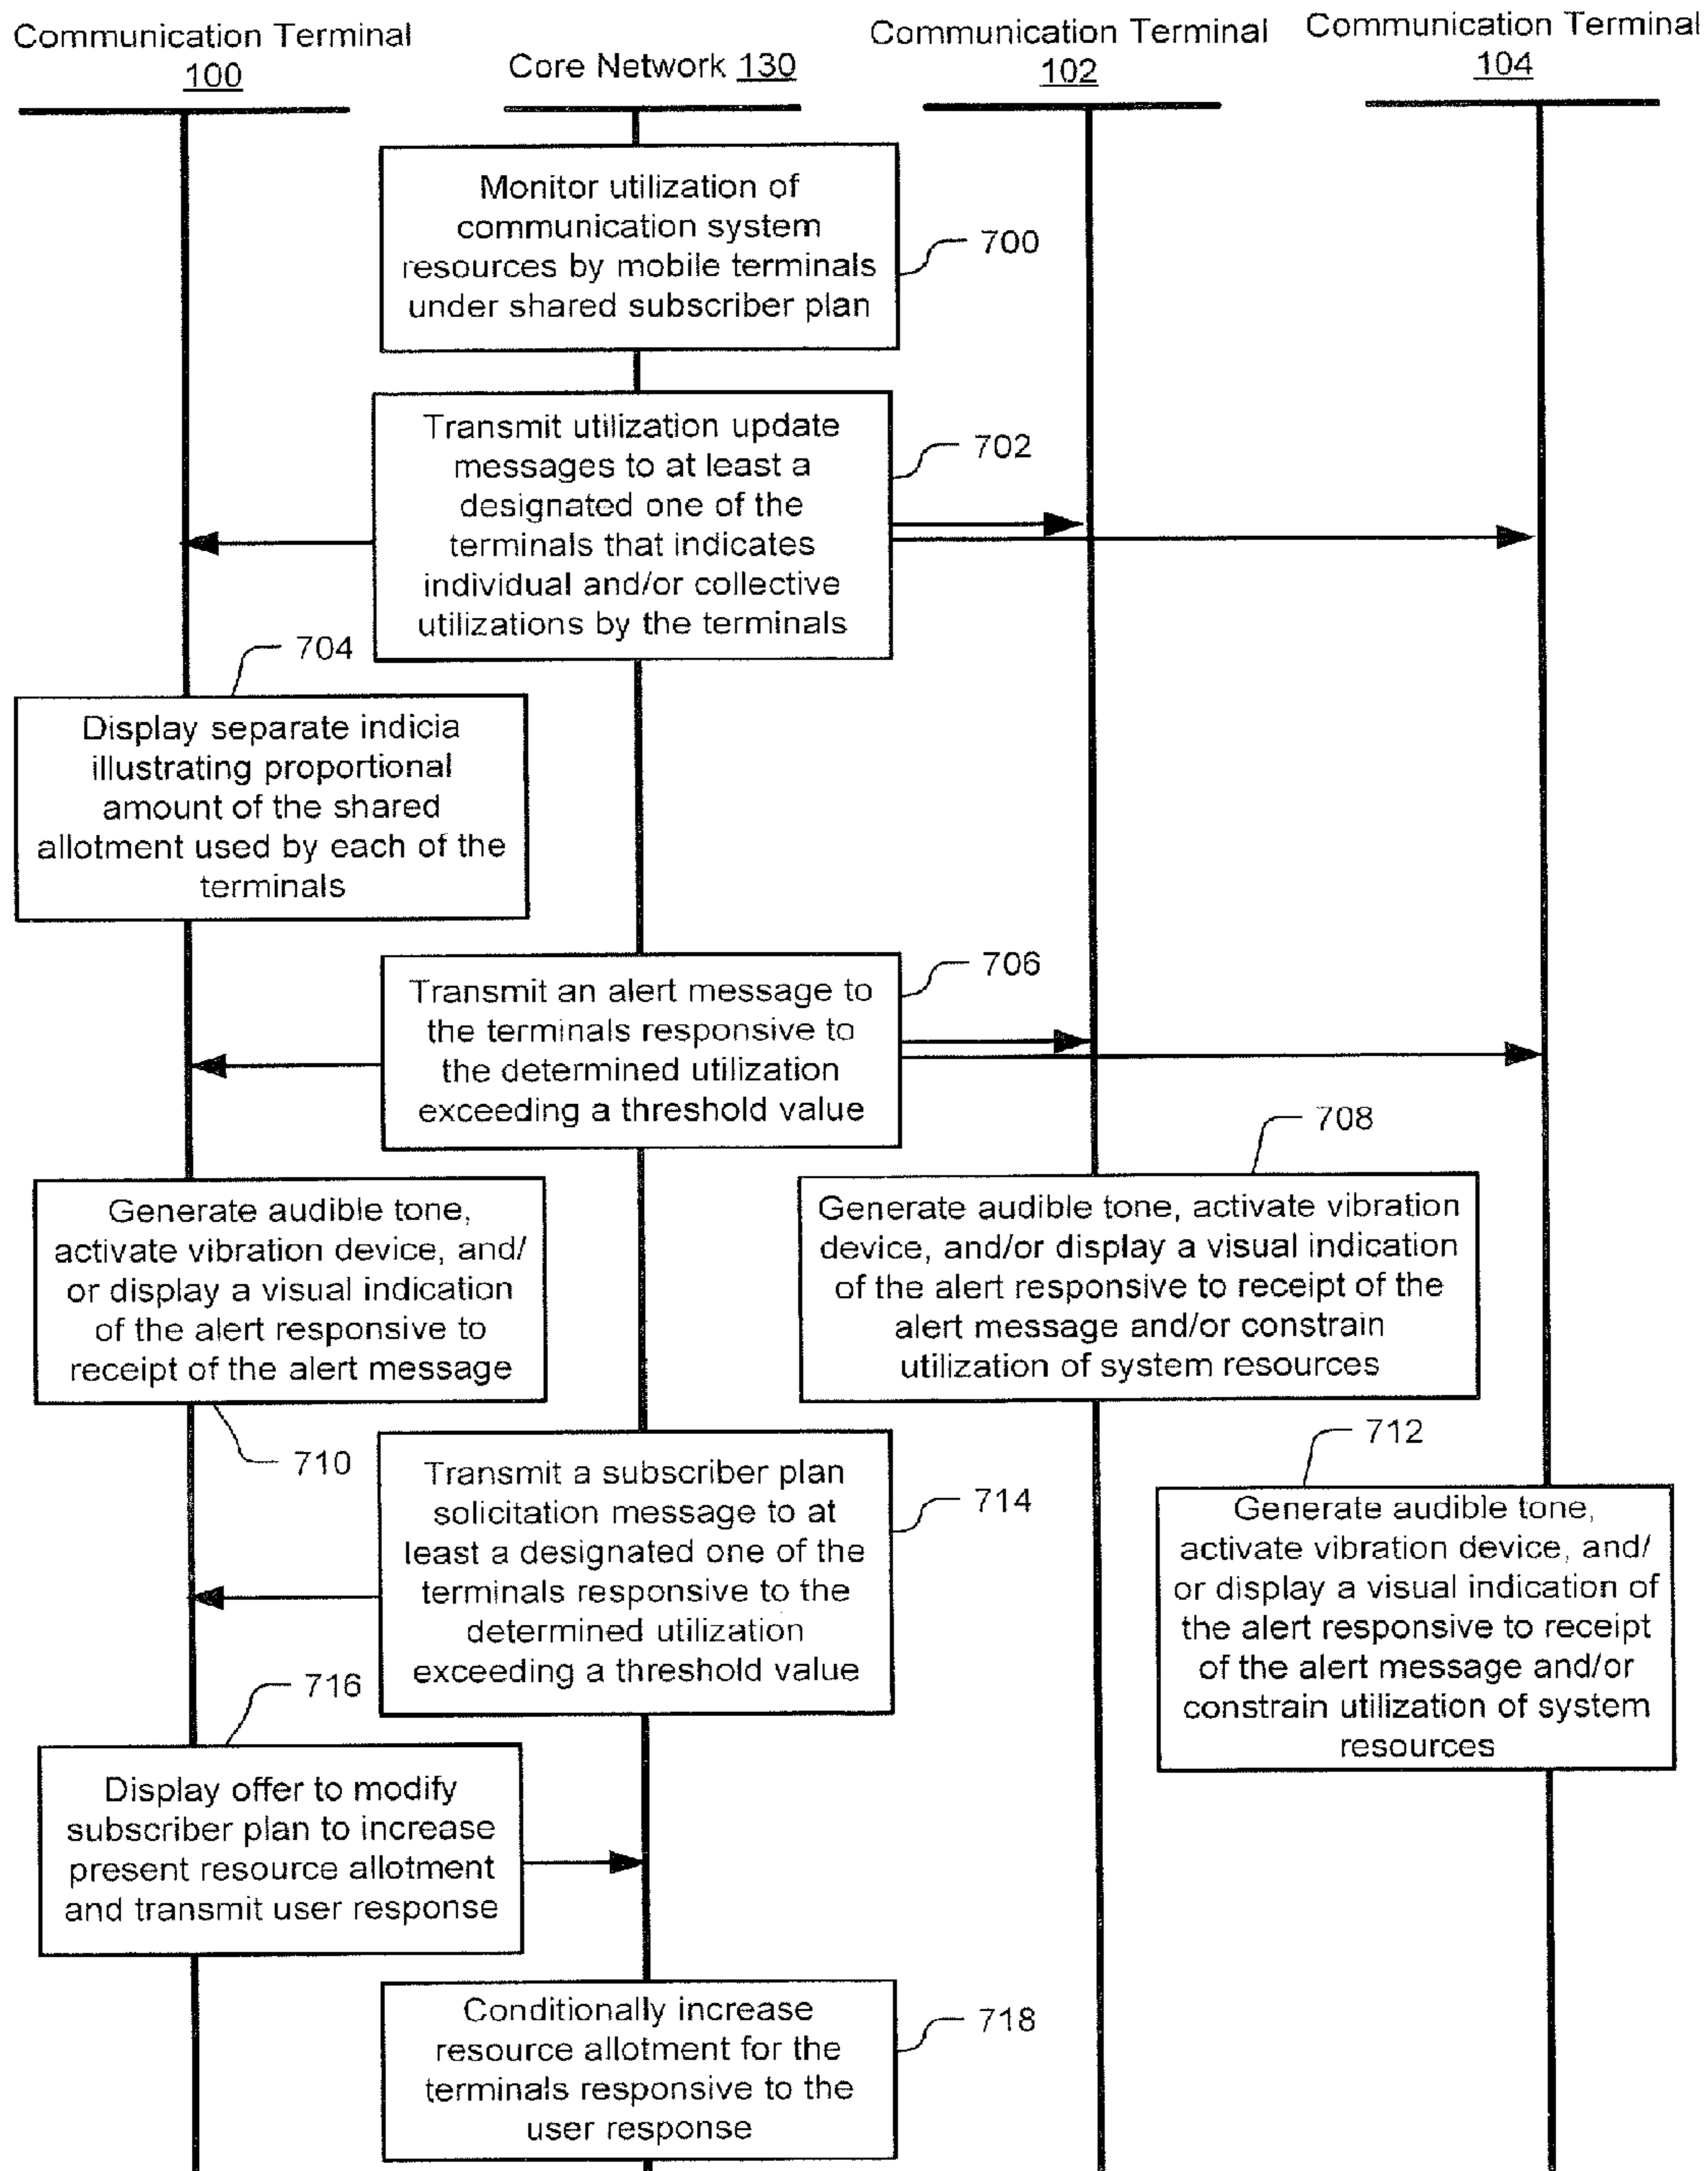 Communication Terminal
100
Core Network 130
Communication Terminal
102
Communication Terminal
104
Monitor utilization of
communication system
resources by mobile terminals
under shared subscriber plan
700
Transmit utilization update
messages to at least a
designated one of the
terminals that indicates
individual and/or collective
utilizations by the terminals
702
704
Display separate indicia
illustrating proportional
amount of the shared
allotment used by each of the
terminals
706
Transmit an alert message to
the terminals responsive to
the determined utilization
exceeding a threshold value
708
Generate audible tone,
activate vibration device, and/
or display a visual indication
of the alert responsive to
receipt of the alert message
710
Generate audible tone, activate vibration
device, and/or display a visual indication
of the alert responsive to receipt of the
alert message and/or constrain
utilization of system resources
712
Transmit a subscriber plan
solicitation message to at
least a designated one of the
terminals responsive to the
determined utilization
exceeding a threshold value
714
Generate audible tone,
activate vibration device, and/
or display a visual indication of
the alert responsive to receipt
of the alert message and/or
constrain utilization of system
resources
716
Display offer to modify
subscriber plan to increase
present resource allotment
and transmit user response
Conditionally increase
resource allotment for the
terminals responsive to the
user response
718